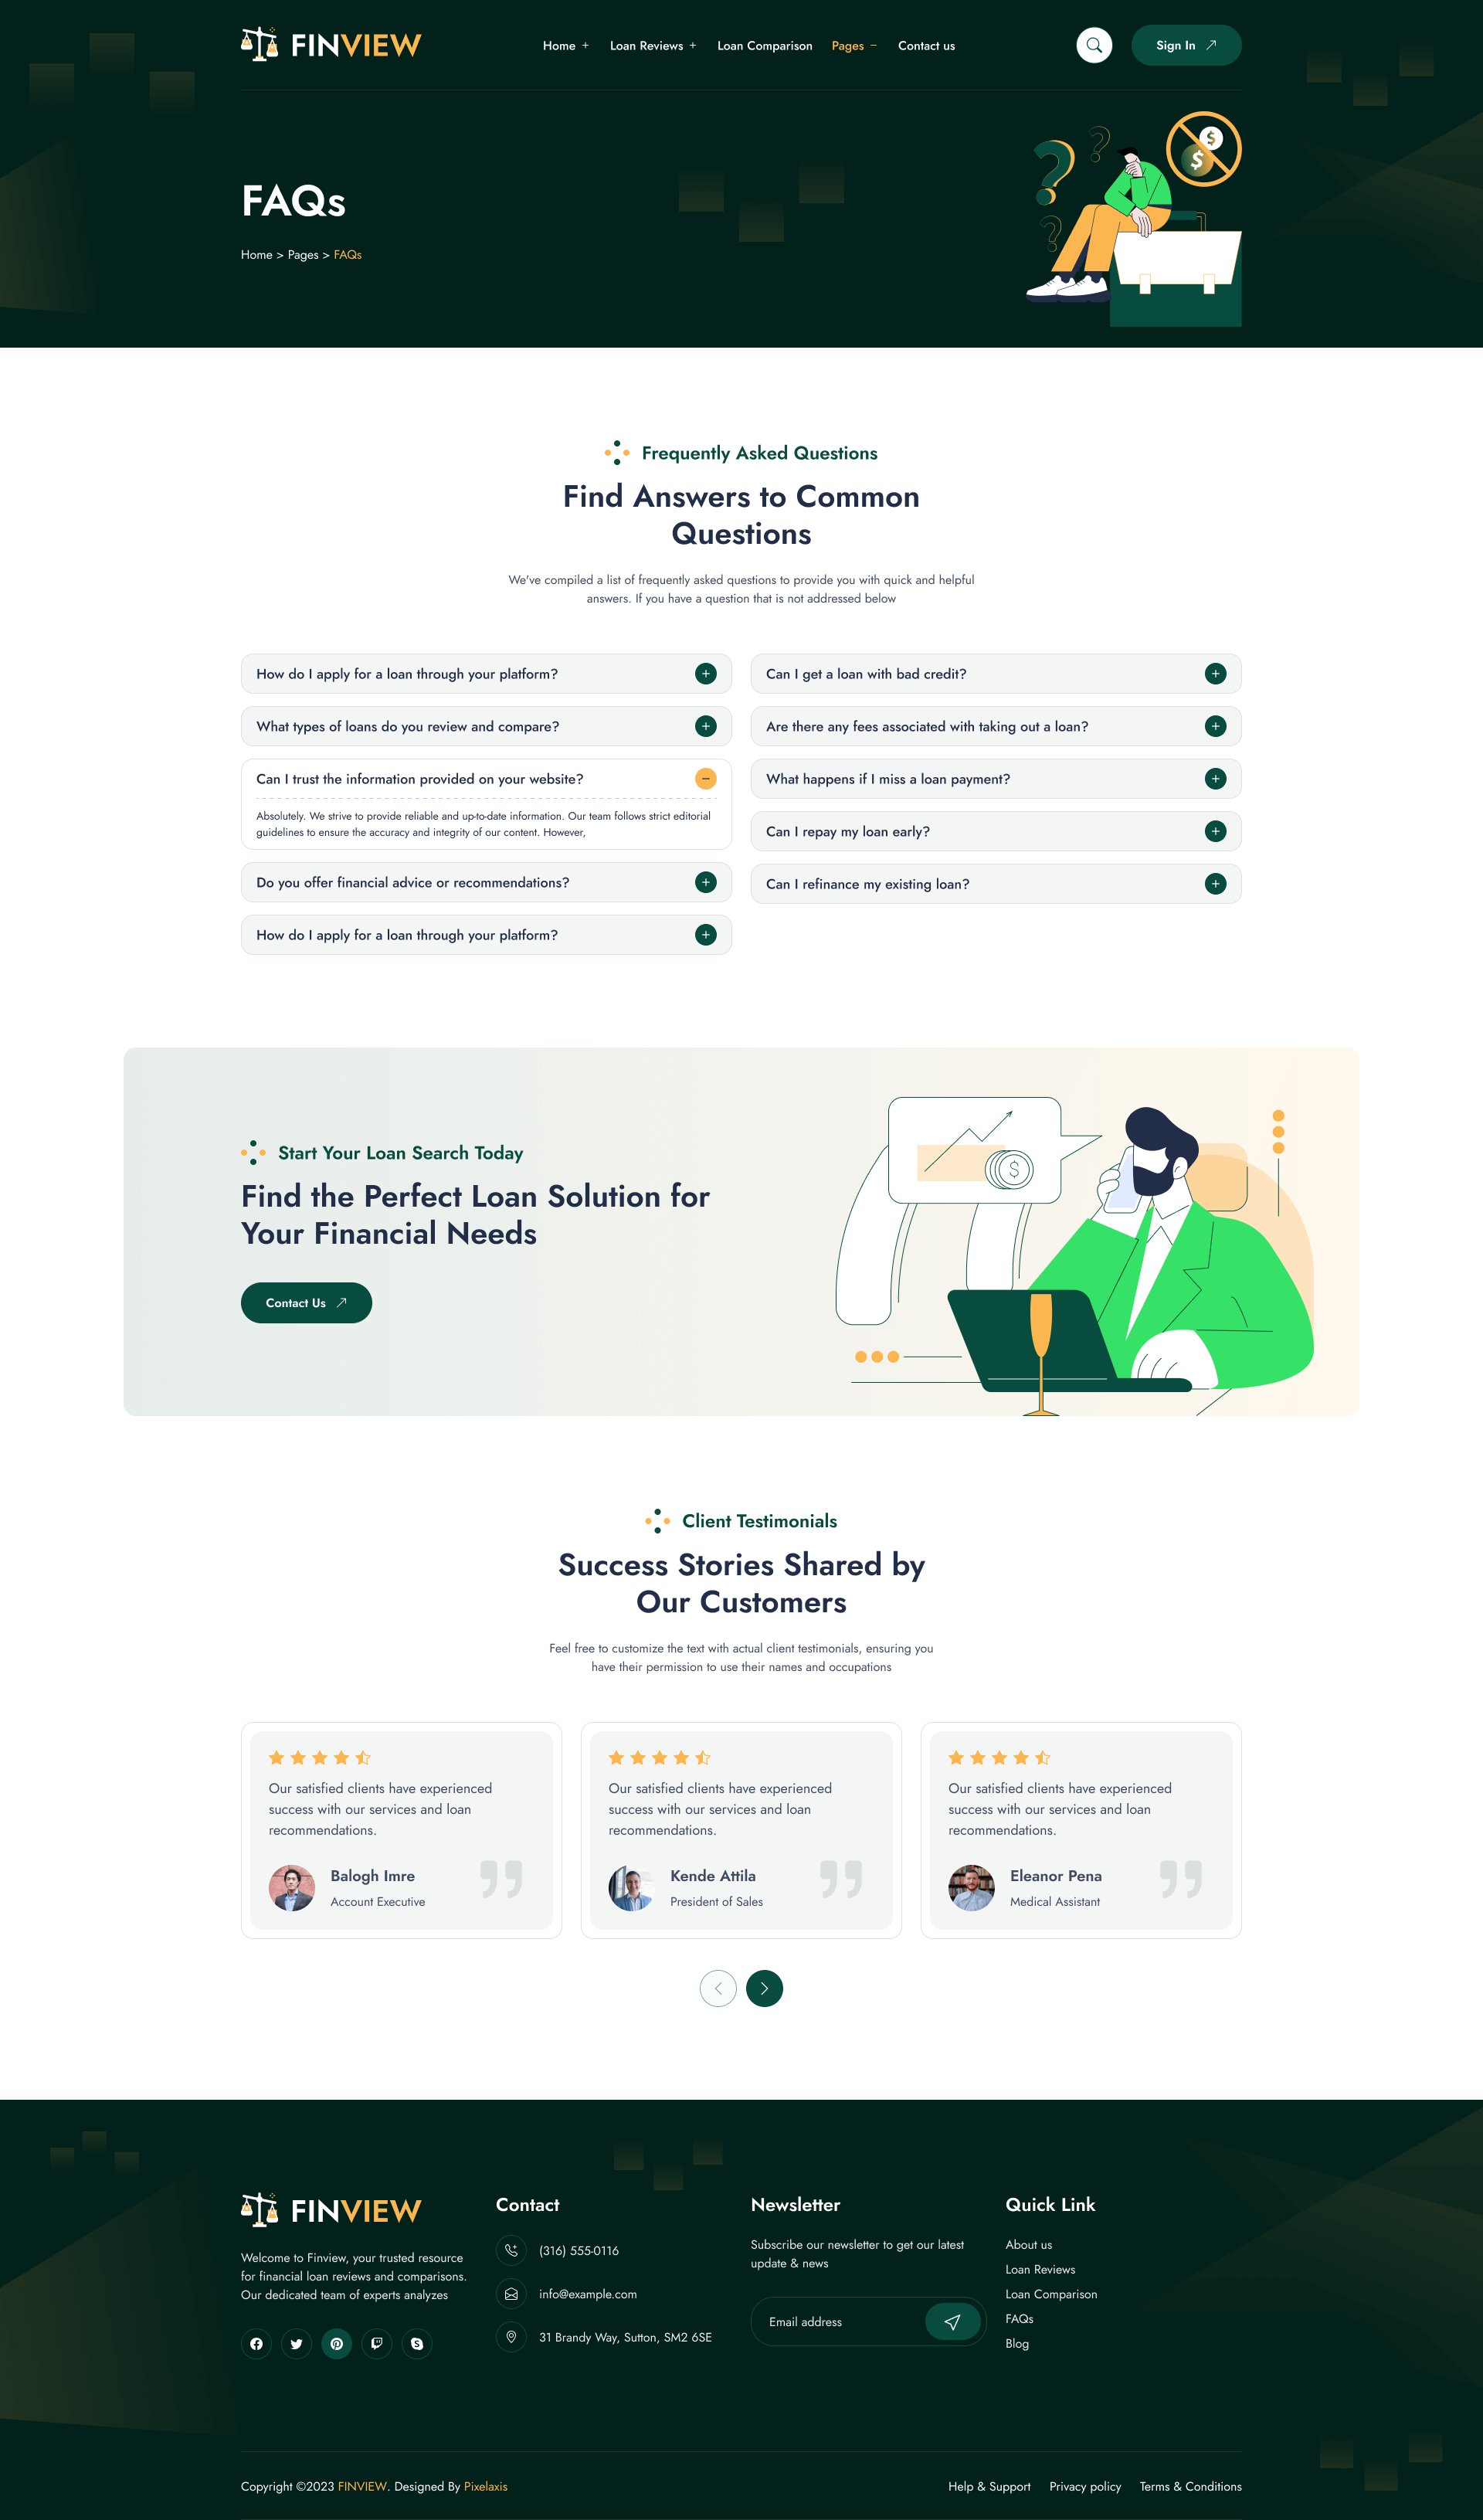 FINVIEW
Home
Loan Reviews
Loan Comparison
Pages
Contact us
Sign In
FAQs
Home > Pages > FAQs
$
$
Frequently Asked Questions
Find Answers to Common
Questions
We've compiled a list of frequently asked questions to provide you with quick and helpful
answers. If you have a question that is not addressed below
How do I apply for a loan through your platform?
What types of loans do you review and compare?
Can I trust the information provided on your website?
Absolutely. We strive to provide reliable and up-to-date information. Our team follows strict editorial
guidelines to ensure the accuracy and integrity of our content. However,
Do you offer financial advice or recommendations?
How do I apply for a loan through your platform?
Can I get a loan with bad credit?
Are there any fees associated with taking out a loan?
What happens if I miss a loan payment?
Can I repay my loan early?
Can I refinance my existing loan?
Start Your Loan Search Today
Find the Perfect Loan Solution for
Your Financial Needs
Contact Us
$
Client Testimonials
Success Stories Shared by
Our Customers
Feel free to customize the text with actual client testimonials, ensuring you
have their permission to use their names and occupations
Our satisfied clients have experienced
success with our services and loan
recommendations.
Balogh Imre
Account Executive
Our satisfied clients have experienced
success with our services and loan
recommendations.
Kende Attila
President of Sales
Our satisfied clients have experienced
success with our services and loan
recommendations.
Eleanor Pena
Medical Assistant
FINVIEW
Welcome to Finview, your trusted resource
for financial loan reviews and comparisons.
Our dedicated team of experts analyzes
Contact
(316) 555-0116
info@example.com
31 Brandy Way, Sutton, SM2 6SE
Newsletter
Subscribe our newsletter to get our latest
update & news
Email address
Quick Link
About us
Loan Reviews
Loan Comparison
FAQs
Blog
Copyright ©2023 FINVIEW. Designed By Pixelaxis
Help & Support
Privacy policy
Terms & Conditions